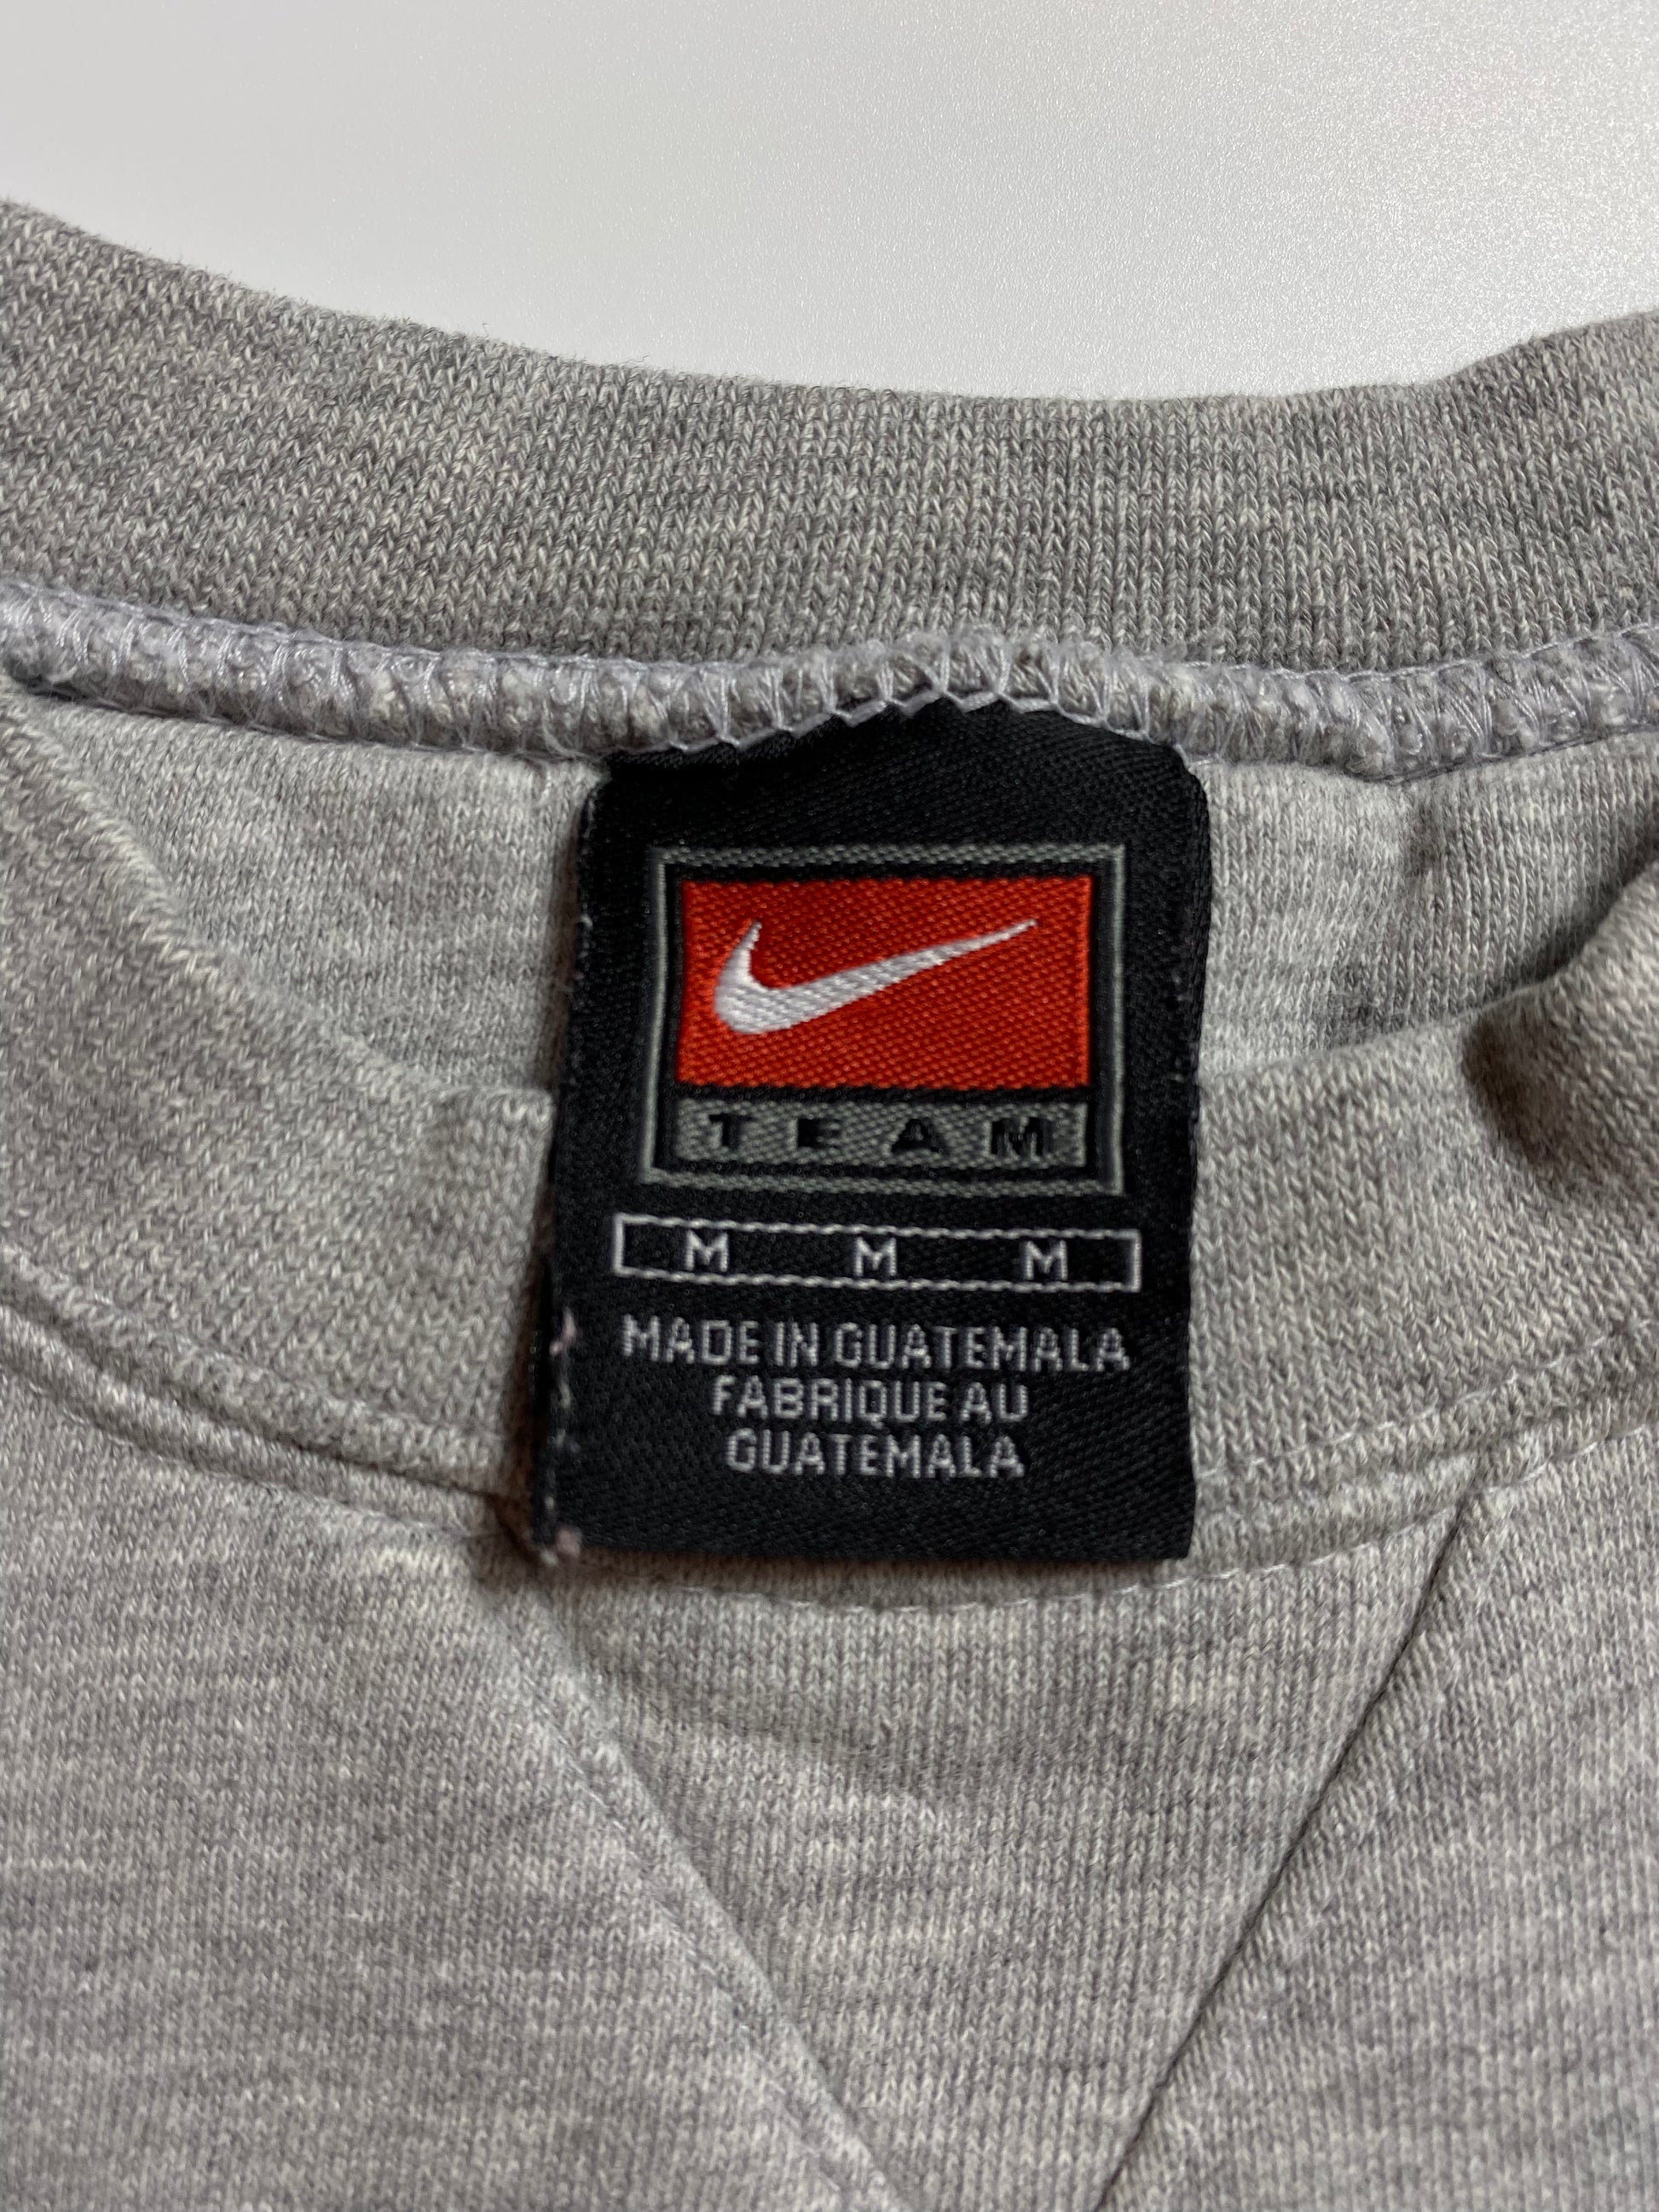 TEAM
M M M
MADE IN GUATEMALA
FABRIQUE AU
GUATEMALA